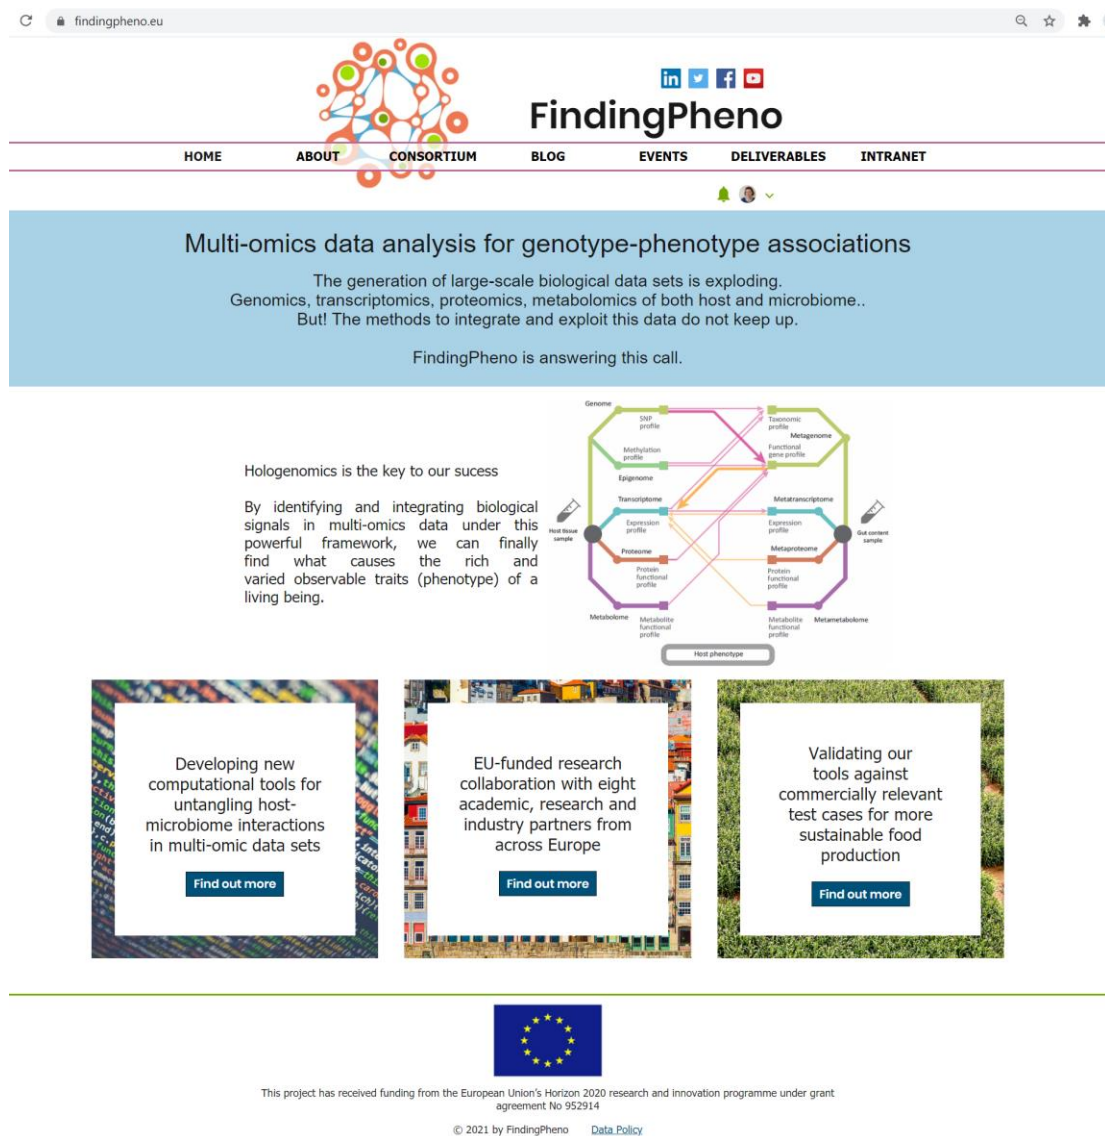 findingpheno.eu
FindingPheno
HOME ABOUT CONSORTIUM BLOG EVENTS DELIVERABLES INTRANET
Multi-omics data analysis for genotype-phenotype associations
The generation of large-scale biological data sets is exploding.
Genomics, transcriptomics, proteomics, metabolomics of both host and microbiome..
But! The methods to integrate and exploit this data do not keep up.
FindingPheno is answering this call.
Hologenomics is the key to our sucess
By identifying and integrating biological
signals in multi-omics data under this
powerful framework, we can finally
find what causes the rich and
varied observable traits (phenotype) of a
living being.
Genome
SNP
profile
Methylation
profile
Epigenome
Transcriptome
Expression
profile
Host tissue
sample
Proteome
Protein
functional
profile
Metabolome
Metabolite
functional
profile
Taxonomic
profile
Metagenome
Functional
gene profile
Metatranscriptome
Expression
profile
Gut content
sample
Metaproteome
Protein
functional
profile
Metabolite
functional
profile
Metametabolome
Host phenotype
Developing new
computational tools for
untangling host-
microbiome interactions
in multi-omic data sets
Find out more
EU-funded research
collaboration with eight
academic, research and
industry partners from
across Europe
Find out more
Validating our
tools against
commercially relevant
test cases for more
sustainable food
production
Find out more
This project has received funding from the European Union's Horizon 2020 research and innovation programme under grant
agreement No 952914
© 2021 by FindingPheno Data Policy